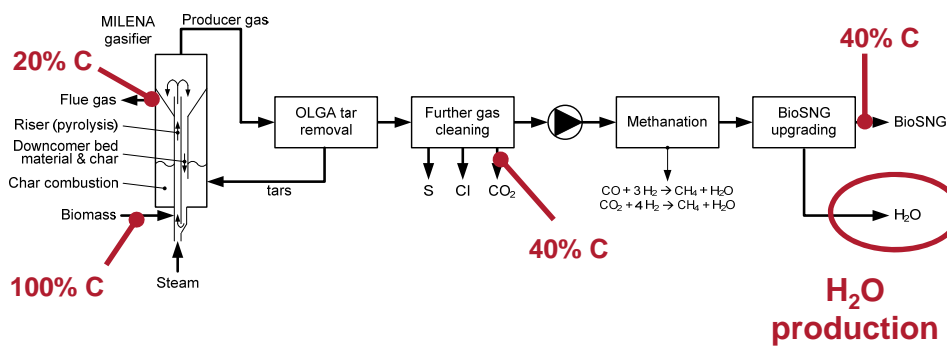 MILENA
gasifier
Producer gas
20% C
Flue gas
Riser (pyrolysis)
Downcomer bed
material & char
Char combustion
Biomass
100% C
Steam
tars
OLGA tar
removal
Further gas
cleaning
S
Cl
CO₂
40% C
Methanation
CO + 3 H₂ → CH₄ + H₂O
CO₂ + 4 H₂ → CH₄ + H₂O
BioSNG
upgrading
40% C
BioSNG
H₂O
H₂O
production